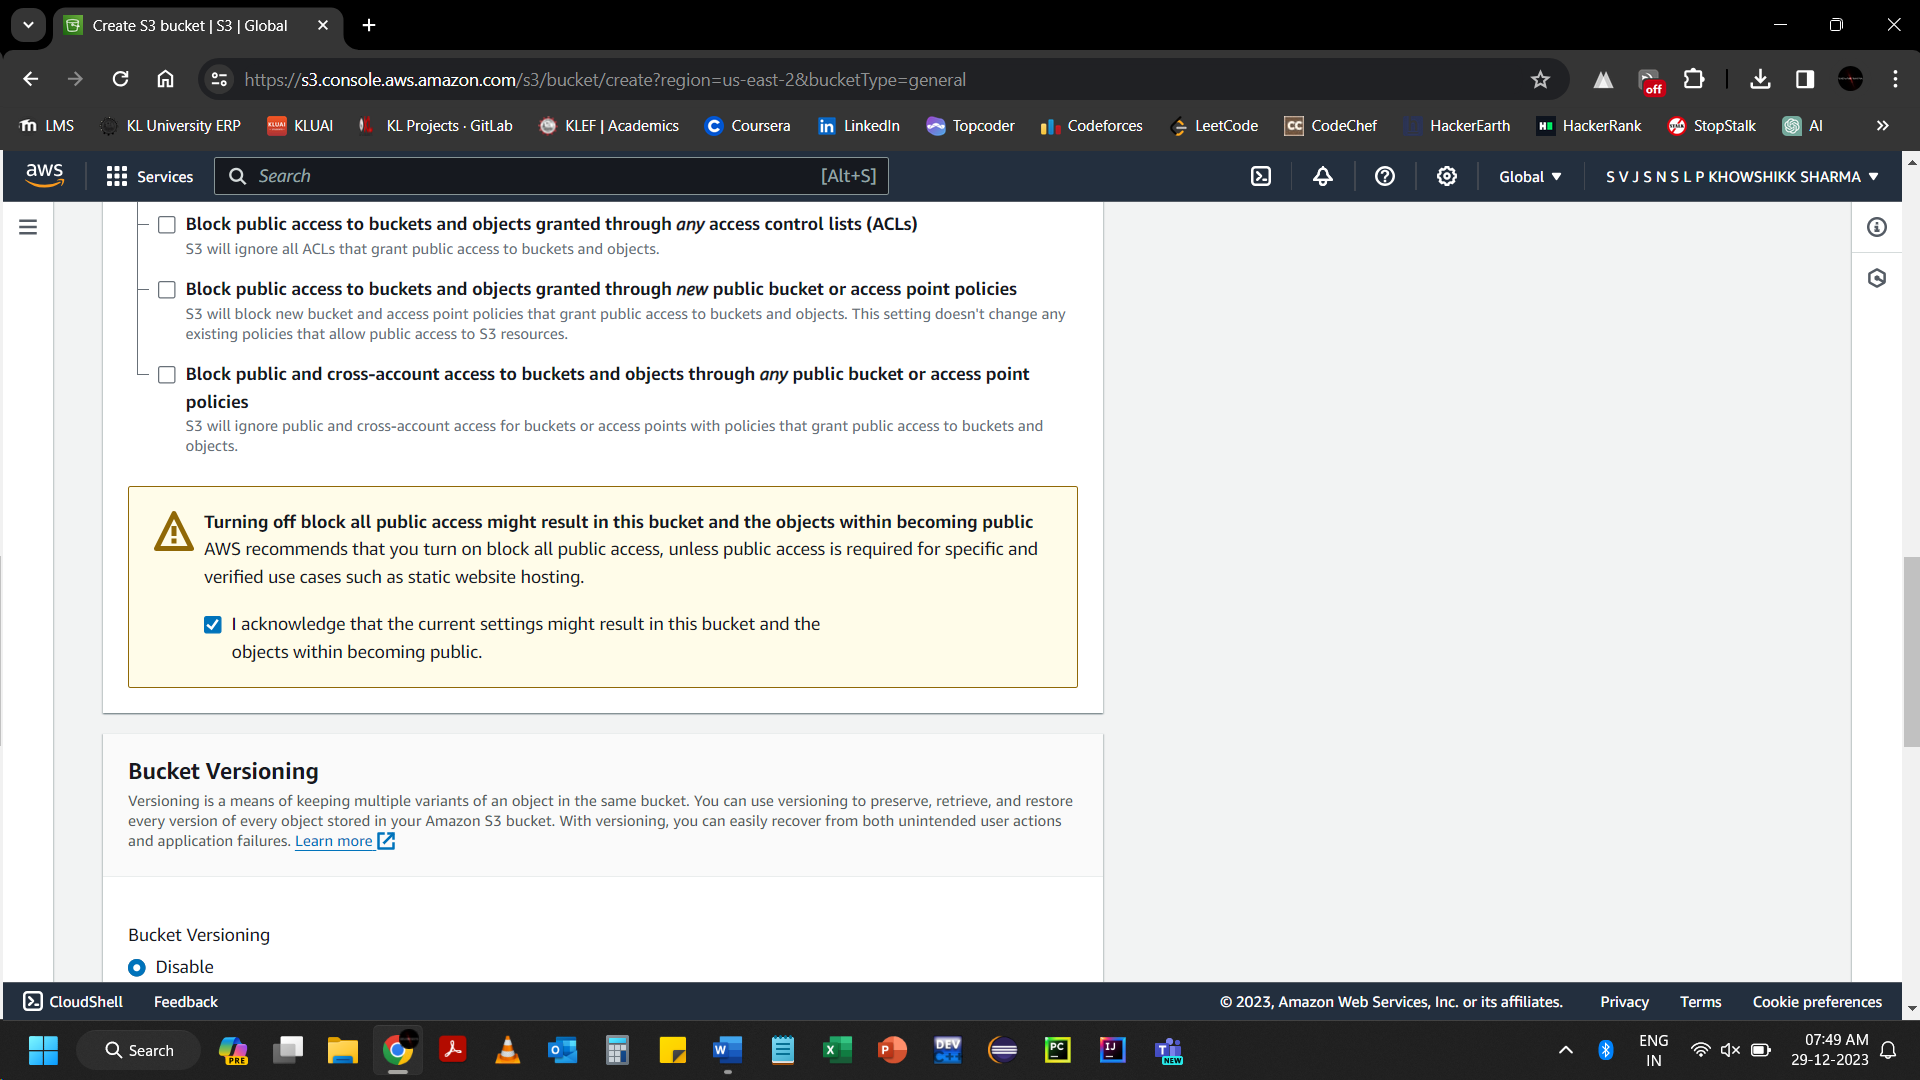 Create S3 bucket | S3 | Global
https://s3.console.aws.amazon.com/s3/bucket/create?region=us-east-2&bucketType=general
off
LMS KL University ERP KLUAI KL Projects · GitLab KLEF | Academics Coursera LinkedIn Topcoder Codeforces LeetCode CodeChef HackerEarth HackerRank StopStalk AI
aws Services Search [Alt+S] Global S V J S N S L P KHOWSHIKK SHARMA
Block public access to buckets and objects granted through any access control lists (ACLs)
S3 will ignore all ACLs that grant public access to buckets and objects.
Block public access to buckets and objects granted through new public bucket or access point policies
S3 will block new bucket and access point policies that grant public access to buckets and objects. This setting doesn't change any
existing policies that allow public access to S3 resources.
Block public and cross-account access to buckets and objects through any public bucket or access point
policies
S3 will ignore public and cross-account access for buckets or access points with policies that grant public access to buckets and
objects.
Turning off block all public access might result in this bucket and the objects within becoming public
AWS recommends that you turn on block all public access, unless public access is required for specific and
verified use cases such as static website hosting.
I acknowledge that the current settings might result in this bucket and the
objects within becoming public.
Bucket Versioning
Versioning is a means of keeping multiple variants of an object in the same bucket. You can use versioning to preserve, retrieve, and restore
every version of every object stored in your Amazon S3 bucket. With versioning, you can easily recover from both unintended user actions
and application failures. Learn more
Bucket Versioning
Disable
CloudShell Feedback © 2023, Amazon Web Services, Inc. or its affiliates. Privacy Terms Cookie preferences
Search
PRE
DEV
C++
PC
IJ
NEW
ENG
IN
07:49 AM
29-12-2023